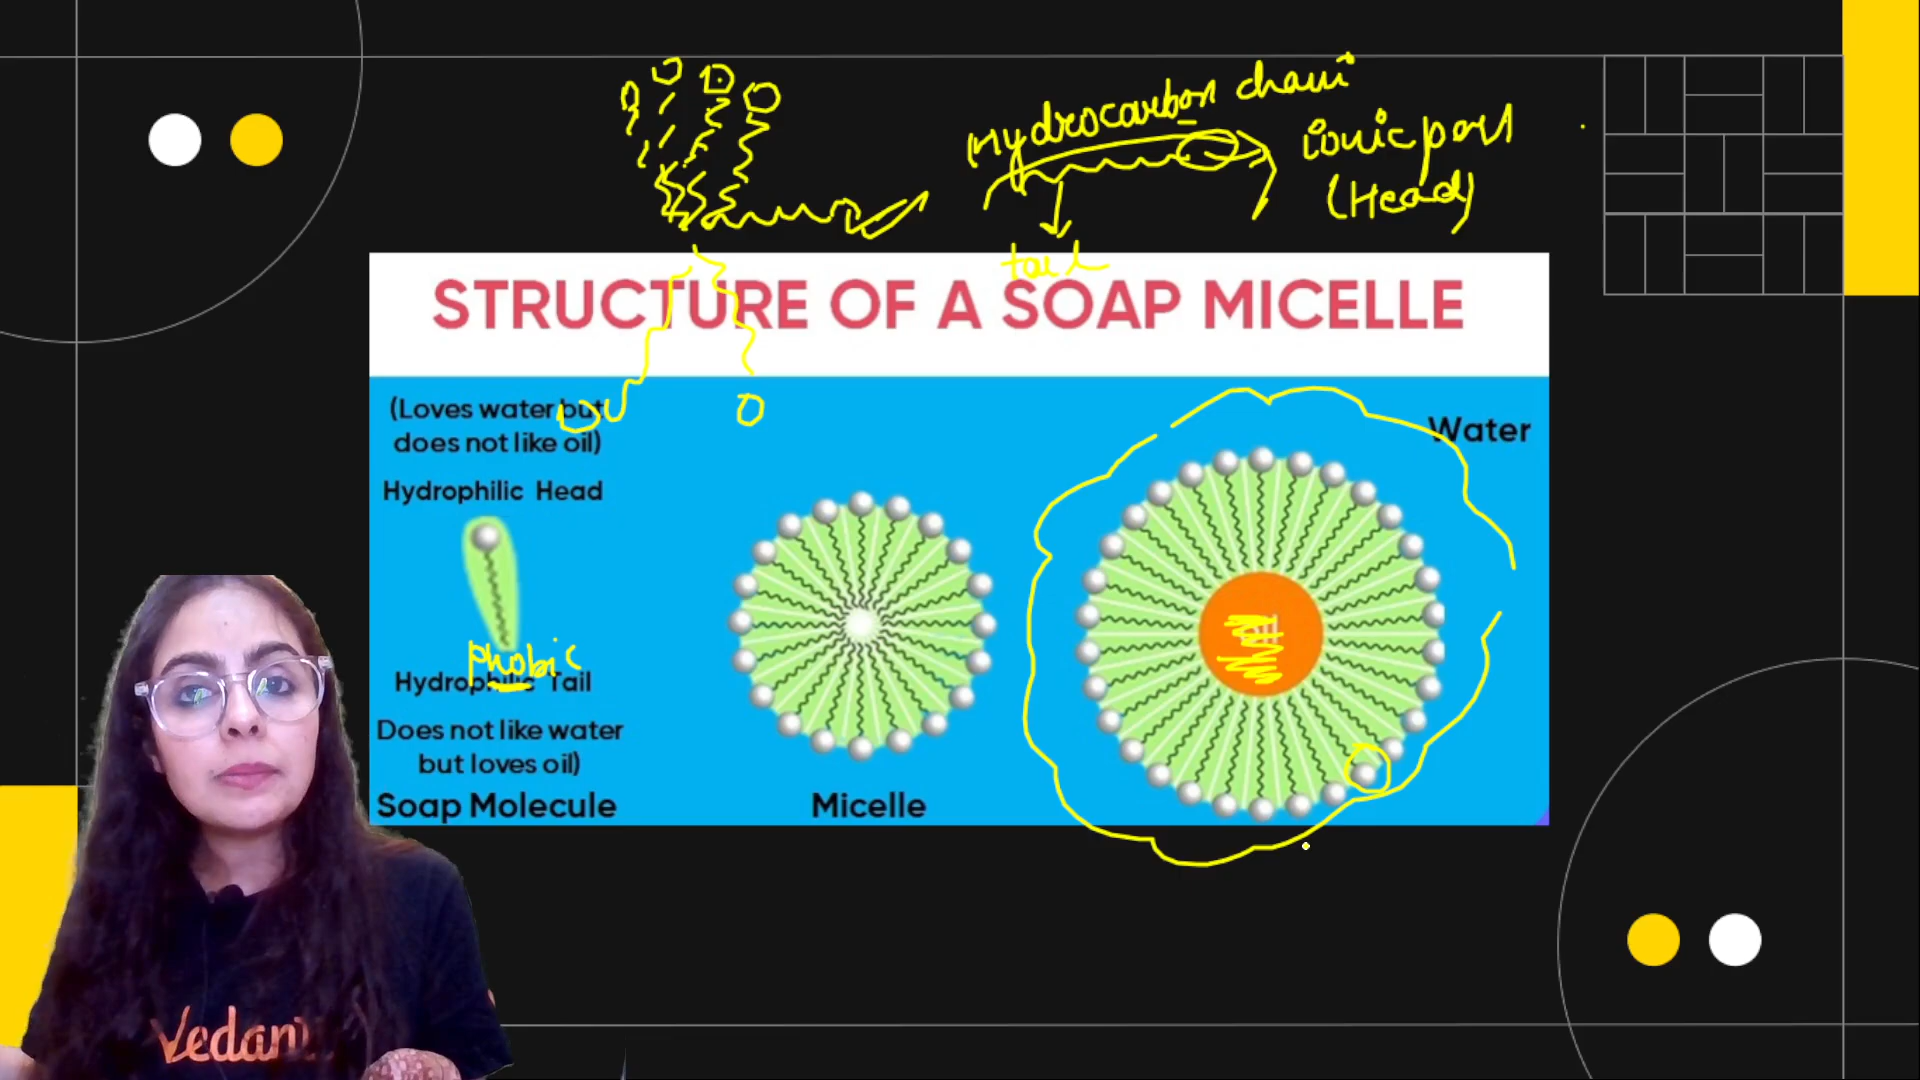 Hydrocarbon chain
ionic part
(Head)
tail
STRUCTURE OF A SOAP MICELLE
(Loves water but
does not like oil)
Water
Hydrophilic Head
phobic
Hydrophilic Tail
Does not like water
but loves oil)
Soap Molecule
Micelle
Vedant